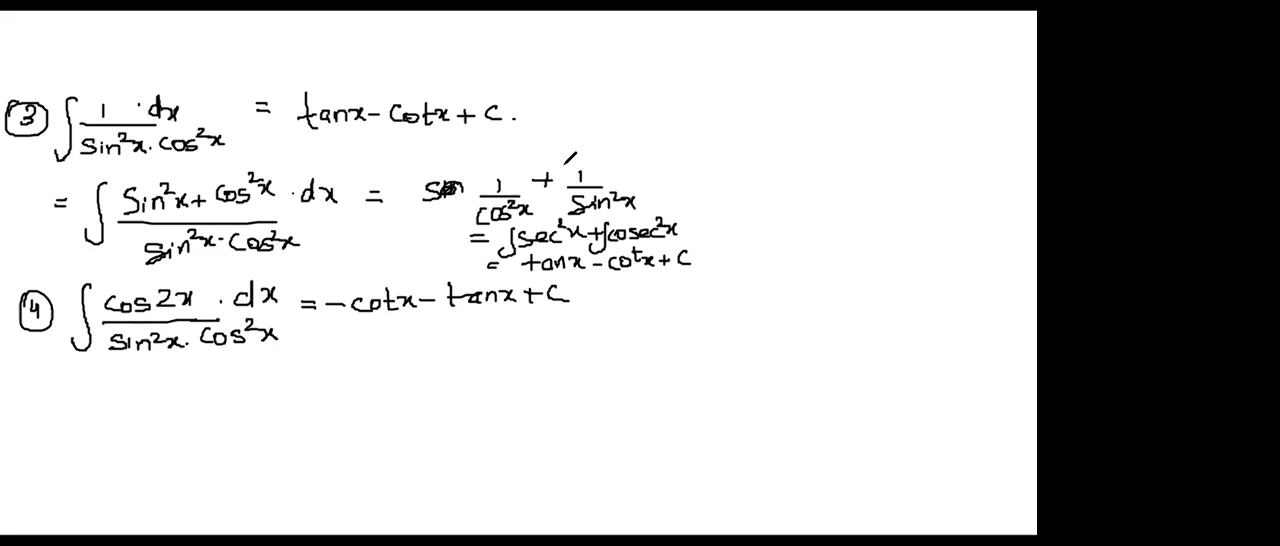 ③ ∫ 1 · dx / sin²x · cos²x = tanx - cotx + c.
= ∫ sin²x + cos²x / sin²x · cos²x · dx = 1/cos²x + 1/sin²x
= ∫sec²x + ∫cosec²x
= tanx - cotx + c
④ ∫ cos2x · dx / sin²x · cos²x = - cotx - tanx + c